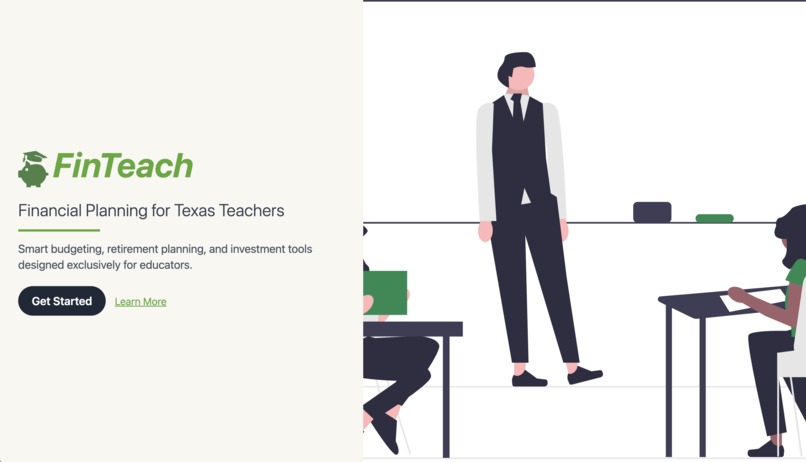 FinTeach
Financial Planning for Texas Teachers
Smart budgeting, retirement planning, and investment tools
designed exclusively for educators.
Get Started
Learn More